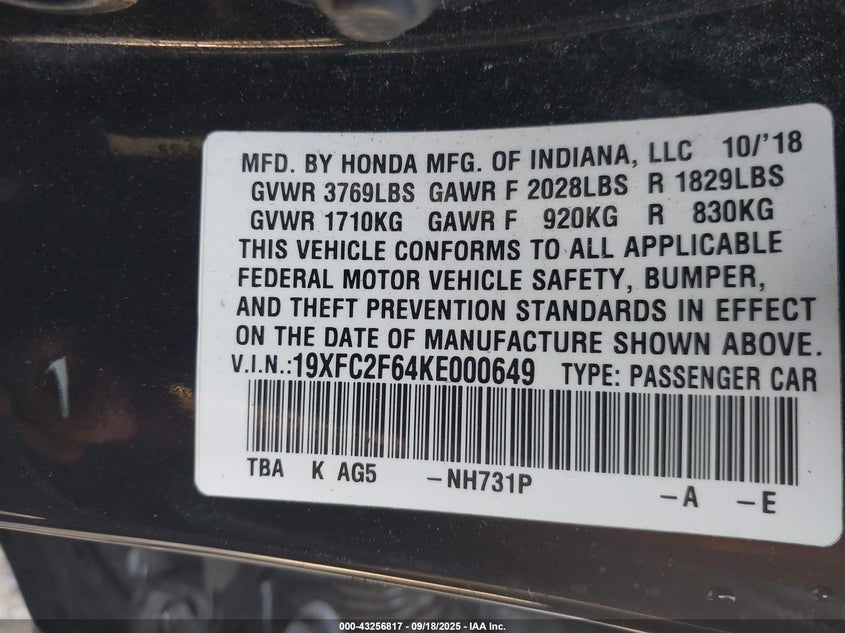 MFD. BY HONDA MFG. OF INDIANA, LLC 10/'18
GVWR 3769LBS GAWR F 2028LBS R 1829LBS
GVWR 1710KG GAWR F 920KG R 830KG
THIS VEHICLE CONFORMS TO ALL APPLICABLE
FEDERAL MOTOR VEHICLE SAFETY, BUMPER,
AND THEFT PREVENTION STANDARDS IN EFFECT
ON THE DATE OF MANUFACTURE SHOWN ABOVE.
V.I.N.:19XFC2F64KE000649 TYPE: PASSENGER CAR
TBA K AG5 -NH731P -A -E
000-43256817 - 09/18/2025 - IAA Inc.